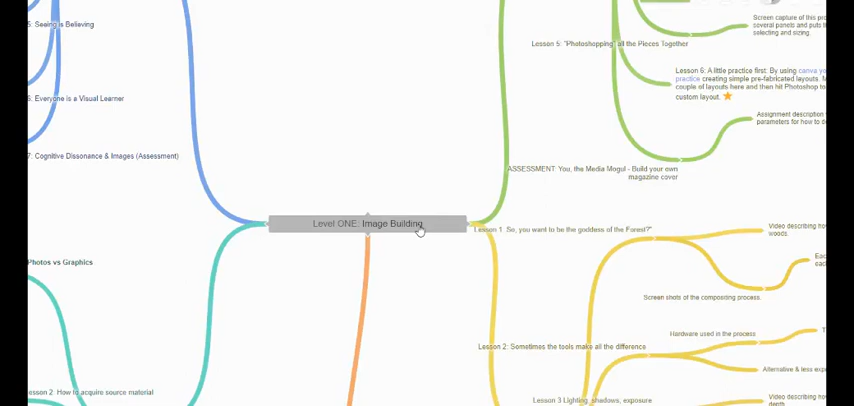 5: Seeing is Believing
6. Everyone is a Visual Learner
7. Cognitive Dissonance & Images (Assessment)
Photos vs Graphics
Lesson 2: How to acquire source material
Level ONE: Image Building
Screen capture of this pro
several panels and puts t
selecting and sizing.
Lesson 5: "Photoshopping" all the Pieces Together
Lesson 6: A little practice first: By using canva yo
practice creating simple pre-fabricated layouts. M
couple of layouts here and then hit Photoshop to
custom layout.
Assignment description
parameters for how to d
ASSESSMENT: You, the Media Mogul - Build your own
magazine cover
Lesson 1: So, you want to be the goddess of the Forest?"
Video describing how
woods.
Eac
each
Screen shots of the compositing process.
Hardware used in the process
T
Lesson 2: Sometimes the tools make all the difference
Alternative & less expe
Lesson 3 Lighting, shadows, exposure
Video describing how
depth